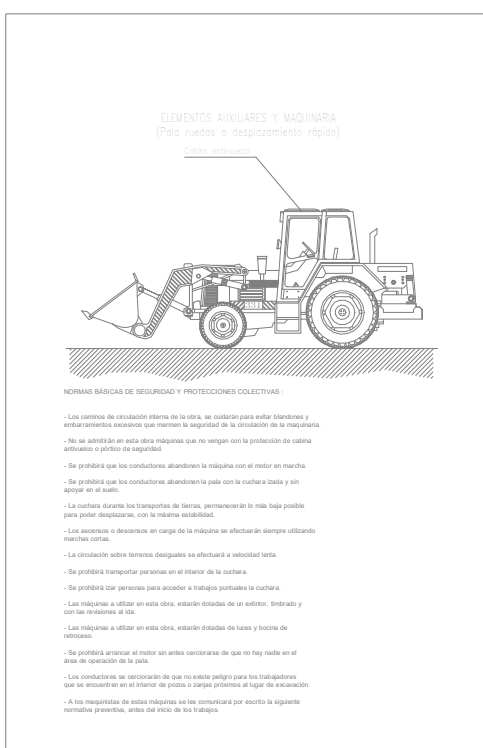 ELEMENTOS AUXILIARES Y MAQUINARIA
(Pala ruedas o desplazamiento rápido)
Cabina antivuelco
NORMAS BÁSICAS DE SEGURIDAD Y PROTECCIONES COLECTIVAS :
- Los caminos de circulación interna de la obra, se cuidarán para evitar blandones y
embarramientos excesivos que mermen la seguridad de la circulación de la maquinaria.
- No se admitirán en esta obra máquinas que no vengan con la protección de cabina
antivuelco o pórtico de seguridad.
- Se prohibirá que los conductores abandonen la máquina con el motor en marcha.
- Se prohibirá que los conductores abandonen la pala con la cuchara izada y sin
apoyar en el suelo.
- La cuchara durante los transportes de tierras, permanecerán lo más baja posible
para poder desplazarse, con la máxima estabilidad.
- Los ascensos o descensos en carga de la máquina se efectuarán siempre utilizando
marchas cortas.
- La circulación sobre terrenos desiguales se efectuará a velocidad lenta.
- Se prohibirá transportar personas en el interior de la cuchara.
- Se prohibirá izar personas para acceder a trabajos puntuales la cuchara.
- Las máquinas a utilizar en esta obra, estarán dotadas de un extintor, timbrado y
con las revisiones al ida.
- Las máquinas a utilizar en esta obra, estarán dotadas de luces y bocina de
retroceso.
- Se prohibirá arrancar el motor sin antes cerciorarse de que no hay nadie en el
área de operación de la pala.
- Los conductores se cerciorarán de que no existe peligro para los trabajadores
que se encuentren en el interior de pozos o zanjas próximos al lugar de excavación.
- A los maquinistas de estas máquinas se les comunicará por escrito la siguiente
normativa preventiva, antes del inicio de los trabajos.